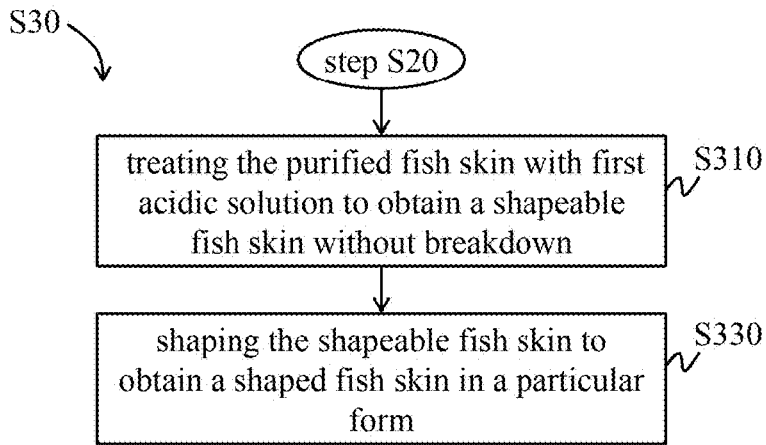 S30
step S20
treating the purified fish skin with first
acidic solution to obtain a shapeable
fish skin without breakdown
S310
shaping the shapeable fish skin to
obtain a shaped fish skin in a particular
form
S330